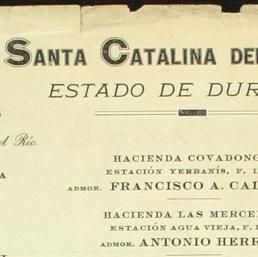 SANTA CATALINA DEL
ESTADO DE DUR
el Río.
HACIENDA COVADONG
ESTACIÓN YERBANÍS, F.
ADMOR. FRANCISCO A. CAL
HACIENDA LAS MERCE
ESTACIÓN AGUA VIEJA, F.
ADMOR. ANTONIO HERR